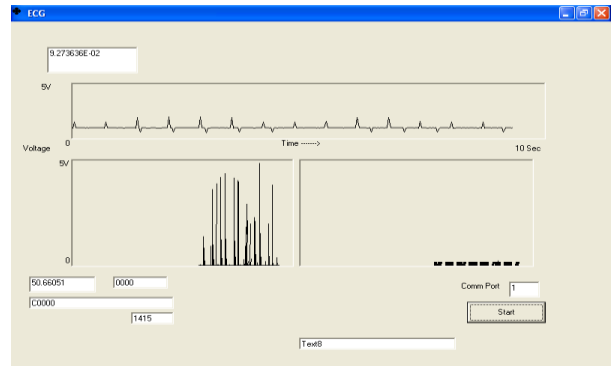 ECG
9.273636E-02
5V
0
Time ------>
10 Sec
Voltage
5V
0
50.66051
0000
Comm Port
1
C0000
Start
1415
Text8